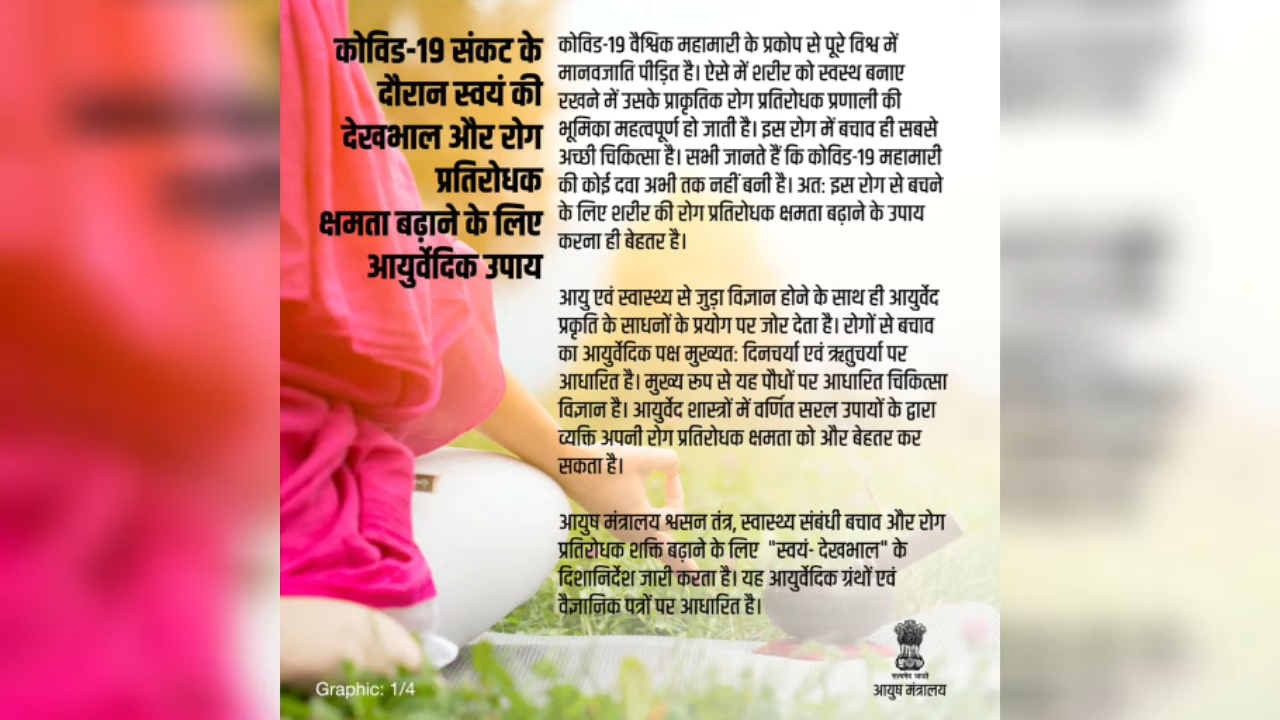 कोविड-19 संकट के
दौरान स्वयं की
देखभाल और रोग
प्रतिरोधक
क्षमता बढ़ाने के लिए
आयुर्वेदिक उपाय
कोविड-19 वैश्विक महामारी के प्रकोप से पूरे विश्व में
मानवजाति पीड़ित है। ऐसे में शरीर को स्वस्थ बनाए
रखने में उसके प्राकृतिक रोग प्रतिरोधक प्रणाली की
भूमिका महत्वपूर्ण हो जाती है। इस रोग में बचाव ही सबसे
अच्छी चिकित्सा है। सभी जानते हैं कि कोविड-19 महामारी
की कोई दवा अभी तक नहीं बनी है। अतः इस रोग से बचने
के लिए शरीर की रोग प्रतिरोधक क्षमता बढ़ाने के उपाय
करना ही बेहतर है।
आयु एवं स्वास्थ्य से जुड़ा विज्ञान होने के साथ ही आयुर्वेद
प्रकृति के साधनों के प्रयोग पर जोर देता है। रोगों से बचाव
का आयुर्वेदिक पक्ष मुख्यतः दिनचर्या एवं ऋतुचर्या पर
आधारित है। मुख्य रूप से यह पौधों पर आधारित चिकित्सा
विज्ञान है। आयुर्वेद शास्त्रों में वर्णित सरल उपायों के द्वारा
व्यक्ति अपनी रोग प्रतिरोधक क्षमता को और बेहतर कर
सकता है।
आयुष मंत्रालय श्वसन तंत्र, स्वास्थ्य संबंधी बचाव और रोग
प्रतिरोधक शक्ति बढ़ाने के लिए "स्वयं- देखभाल" के
दिशानिर्देश जारी करता है। यह आयुर्वेदिक ग्रंथों एवं
वैज्ञानिक पत्रों पर आधारित है।
सत्यमेव जयते
आयुष मंत्रालय
Graphic: 1/4